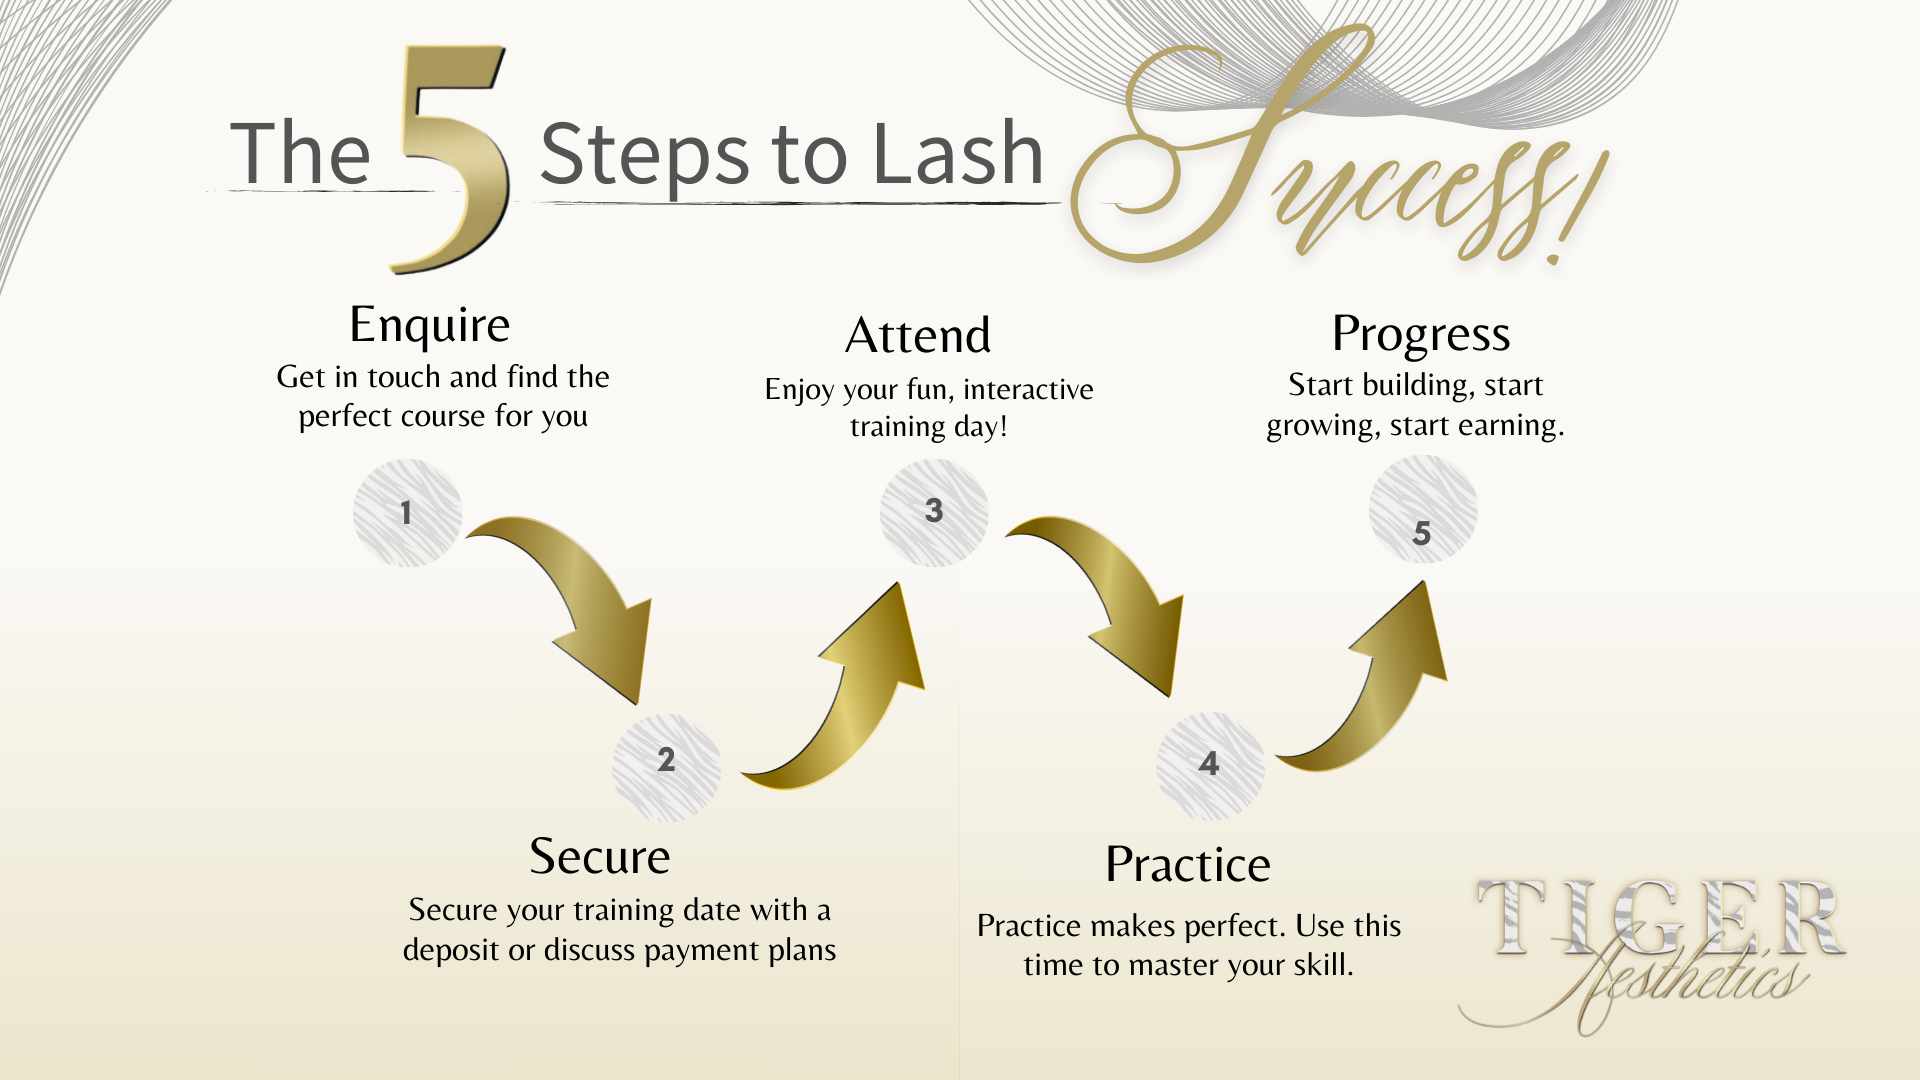 The 5 Steps to Lash Success!
Enquire
Get in touch and find the
perfect course for you
1
Secure
Secure your training date with a
deposit or discuss payment plans
2
Attend
Enjoy your fun, interactive
training day!
3
Practice
Practice makes perfect. Use this
time to master your skill.
4
Progress
Start building, start
growing, start earning.
5
TIGER
Aesthetics